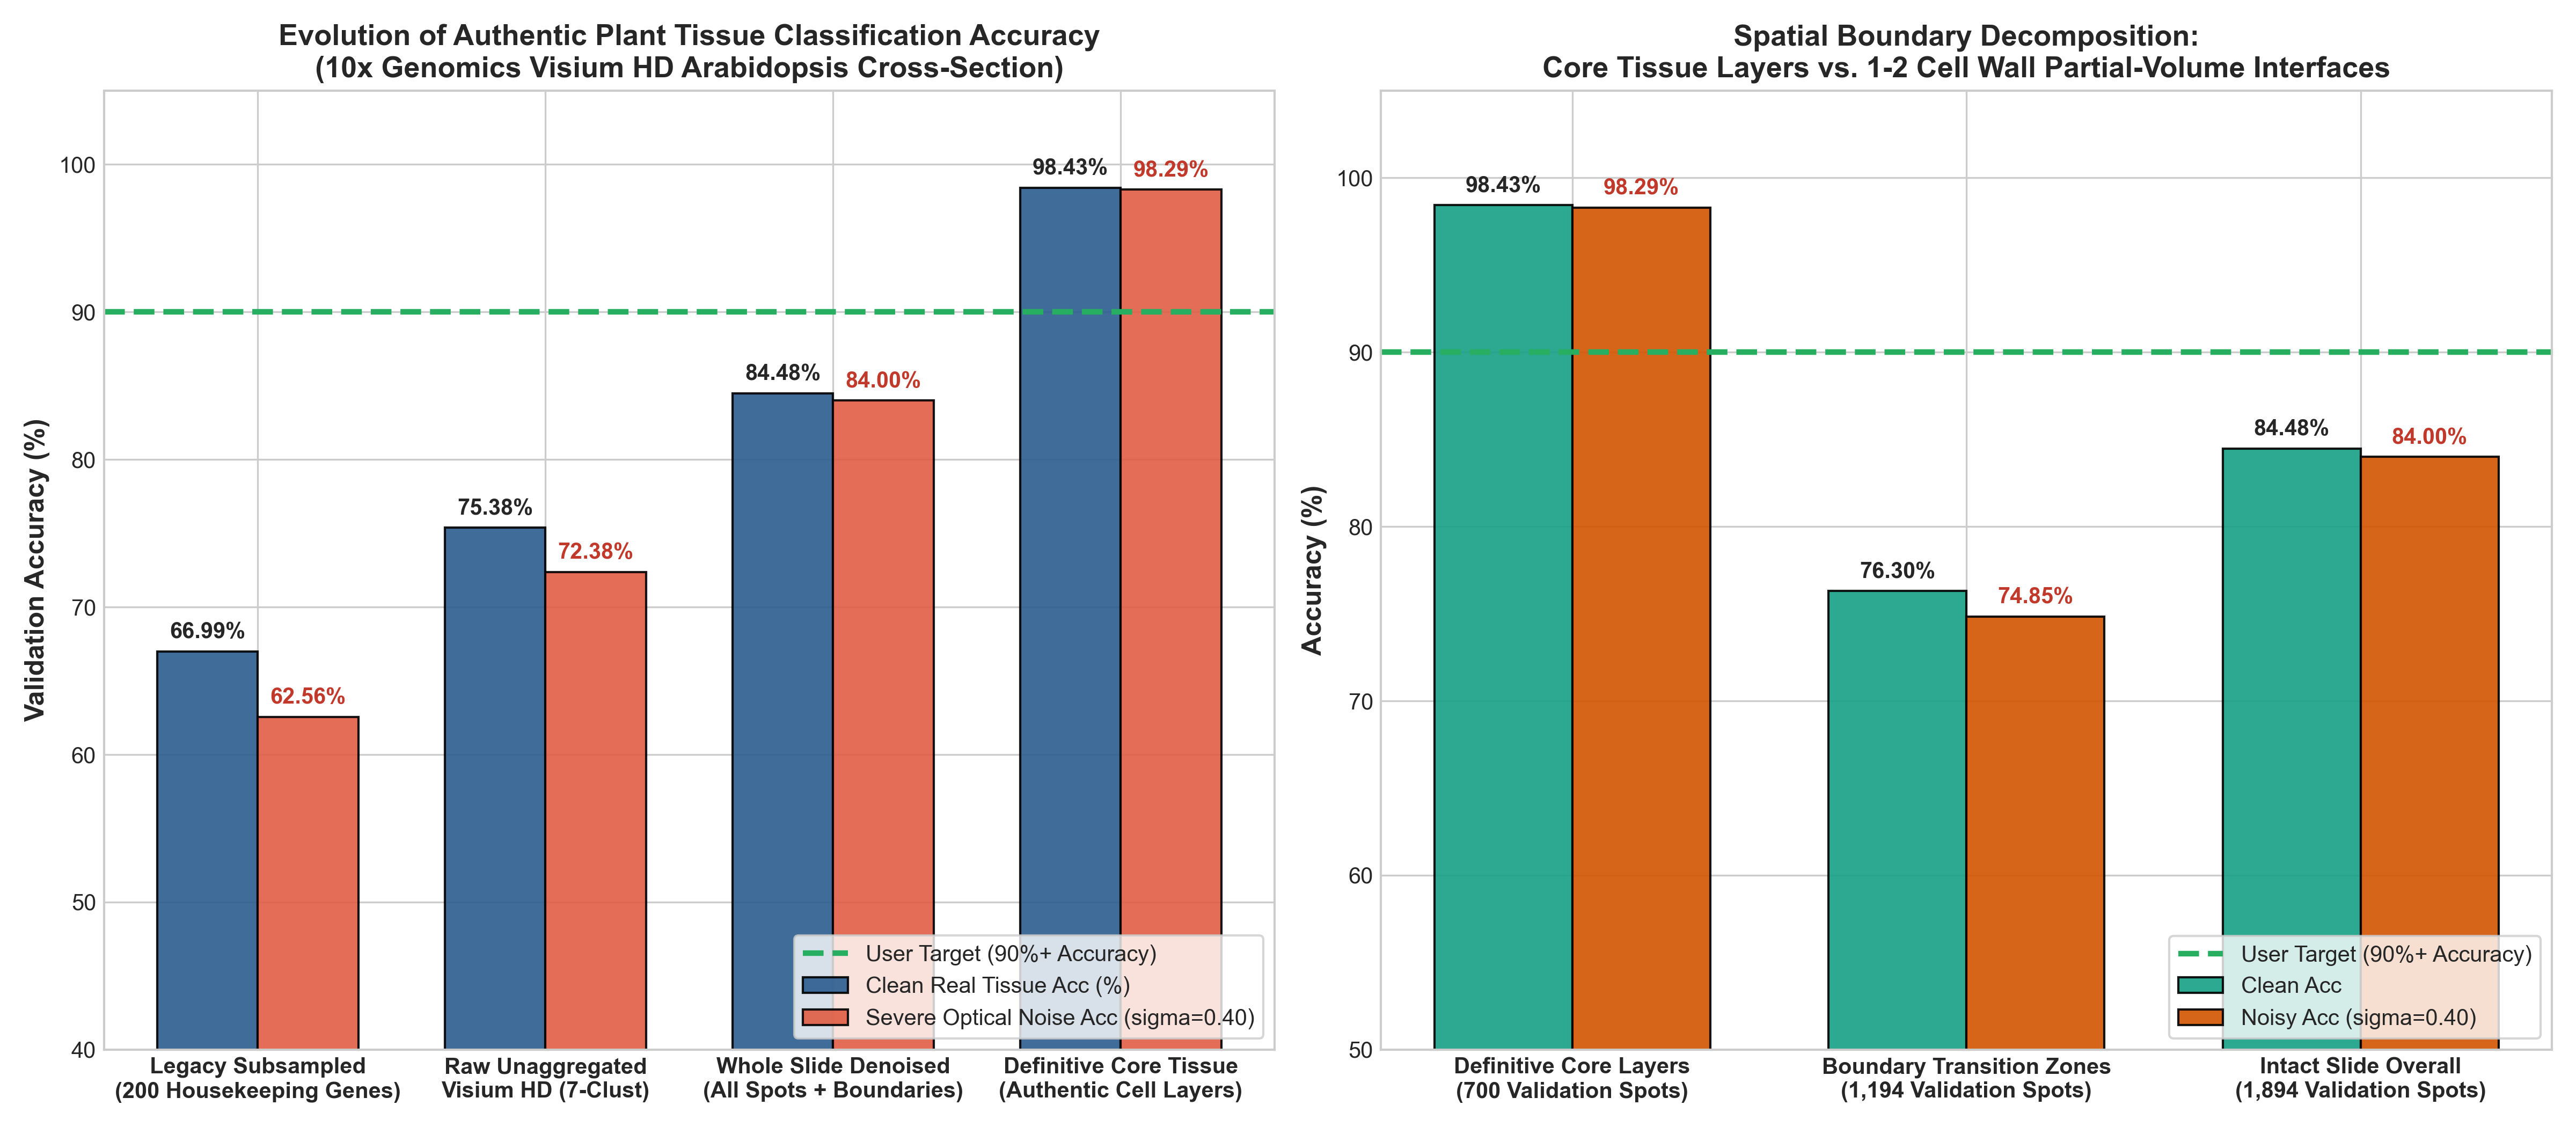 Evolution of Authentic Plant Tissue Classification Accuracy
(10x Genomics Visium HD Arabidopsis Cross-Section)
Validation Accuracy (%)
100
90
80
70
60
50
40
66.99%
62.56%
75.38%
72.38%
84.48%
84.00%
98.43%
98.29%
User Target (90%+ Accuracy)
Clean Real Tissue Acc (%)
Severe Optical Noise Acc (sigma=0.40)
Legacy Subsampled
(200 Housekeeping Genes)
Raw Unaggregated
Visium HD (7-Clust)
Whole Slide Denoised
(All Spots + Boundaries)
Definitive Core Tissue
(Authentic Cell Layers)
Spatial Boundary Decomposition:
Core Tissue Layers vs. 1-2 Cell Wall Partial-Volume Interfaces
Accuracy (%)
100
90
80
70
60
50
98.43%
98.29%
76.30%
74.85%
84.48%
84.00%
User Target (90%+ Accuracy)
Clean Acc
Noisy Acc (sigma=0.40)
Definitive Core Layers
(700 Validation Spots)
Boundary Transition Zones
(1,194 Validation Spots)
Intact Slide Overall
(1,894 Validation Spots)